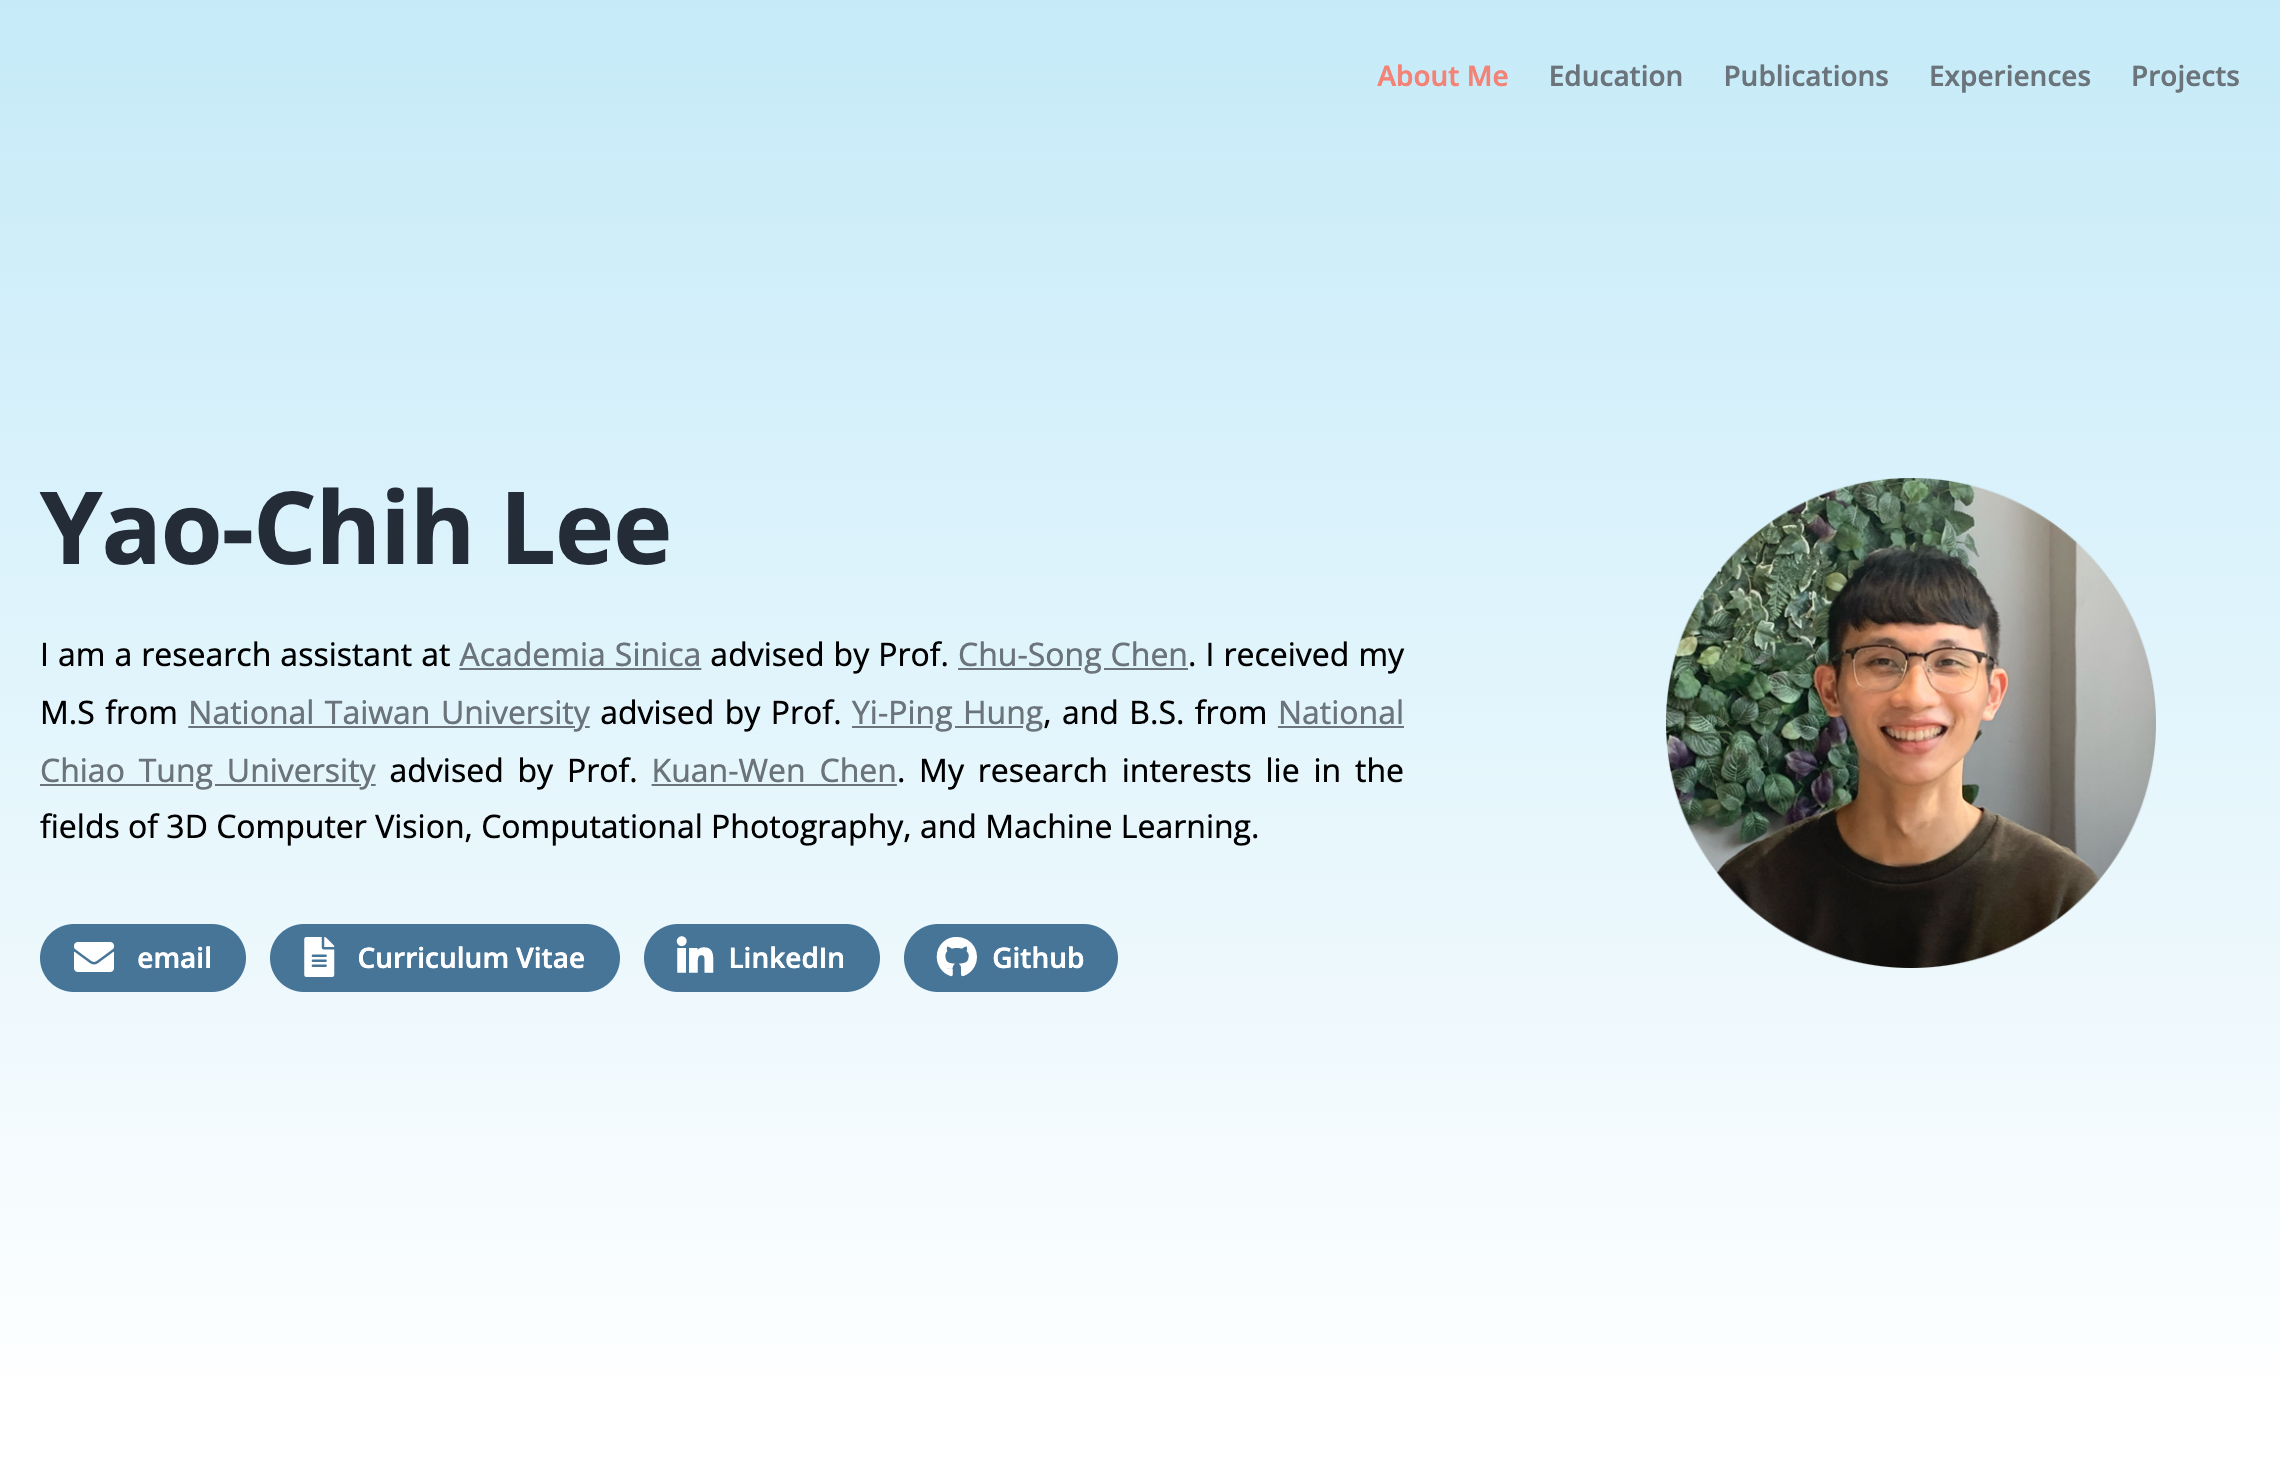 About Me Education Publications Experiences Projects
Yao-Chih Lee
I am a research assistant at Academia Sinica advised by Prof. Chu-Song Chen. I received my
M.S from National Taiwan University advised by Prof. Yi-Ping Hung, and B.S. from National
Chiao Tung University advised by Prof. Kuan-Wen Chen. My research interests lie in the
fields of 3D Computer Vision, Computational Photography, and Machine Learning.
email Curriculum Vitae LinkedIn Github